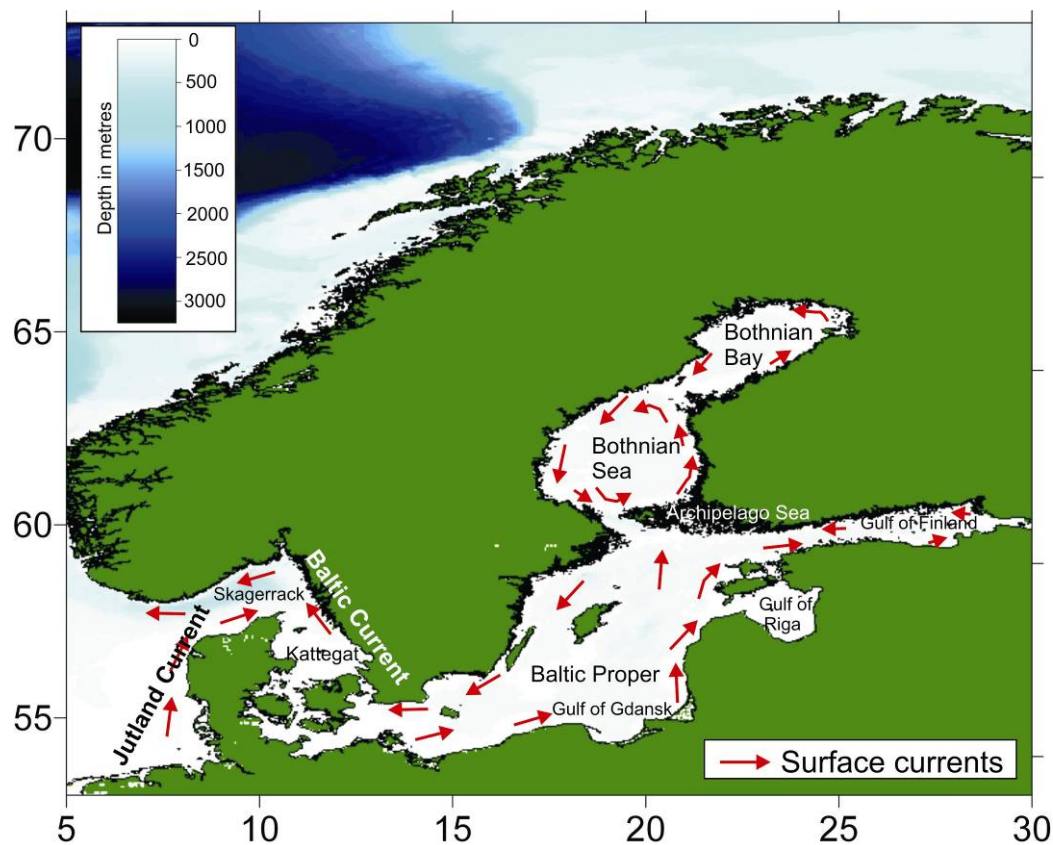 0
500
1000
1500
2000
2500
3000
Depth in metres
70
65
60
55
Bothnian
Bay
Bothnian
Sea
Archipelago Sea
Gulf of Finland
Baltic Current
Skagerrack
Gulf of
Riga
Kattegat
Jutland Current
Baltic Proper
Gulf of Gdansk
Surface currents
5
10
15
20
25
30